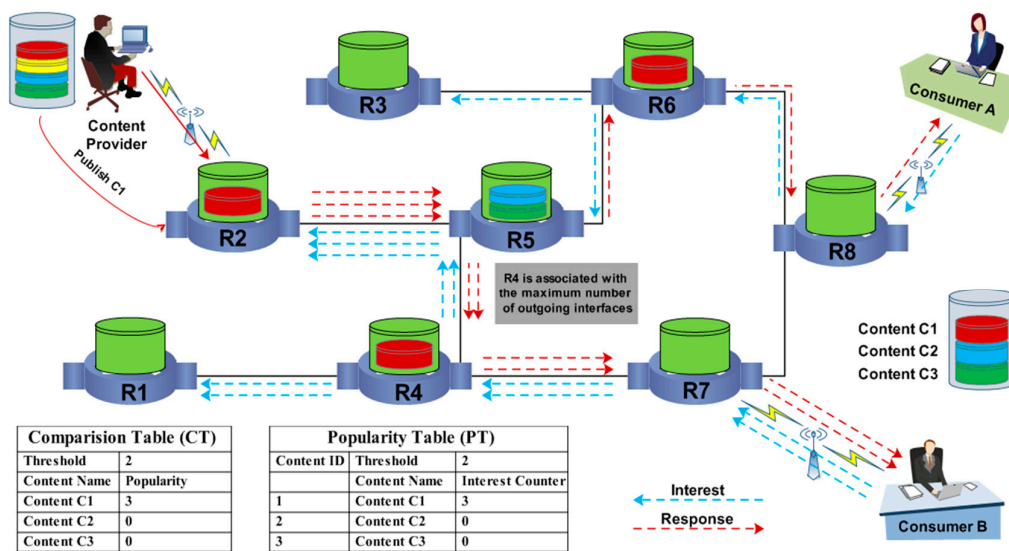 R3
R6
Consumer A
Content
Provider
Publish C1
R2
R5
R8
R4 is associated with
the maximum number
of outgoing interfaces
Content C1
Content C2
Content C3
R1
R4
R7
Comparision Table (CT)
Threshold 2
Content Name Popularity
Content C1 3
Content C2 0
Content C3 0
Popularity Table (PT)
Content ID Threshold 2
Content Name Interest Counter
1 Content C1 3
2 Content C2 0
3 Content C3 0
Interest
Response
Consumer B